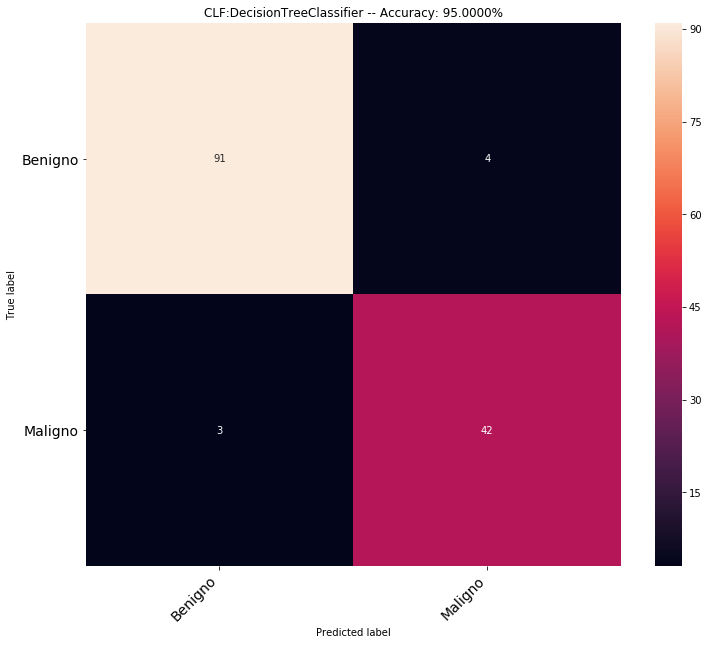 CLF:DecisionTreeClassifier -- Accuracy: 95.0000%
90
75
60
45
30
15
Benigno
91
4
True label
Maligno
3
42
Benigno
Maligno
Predicted label